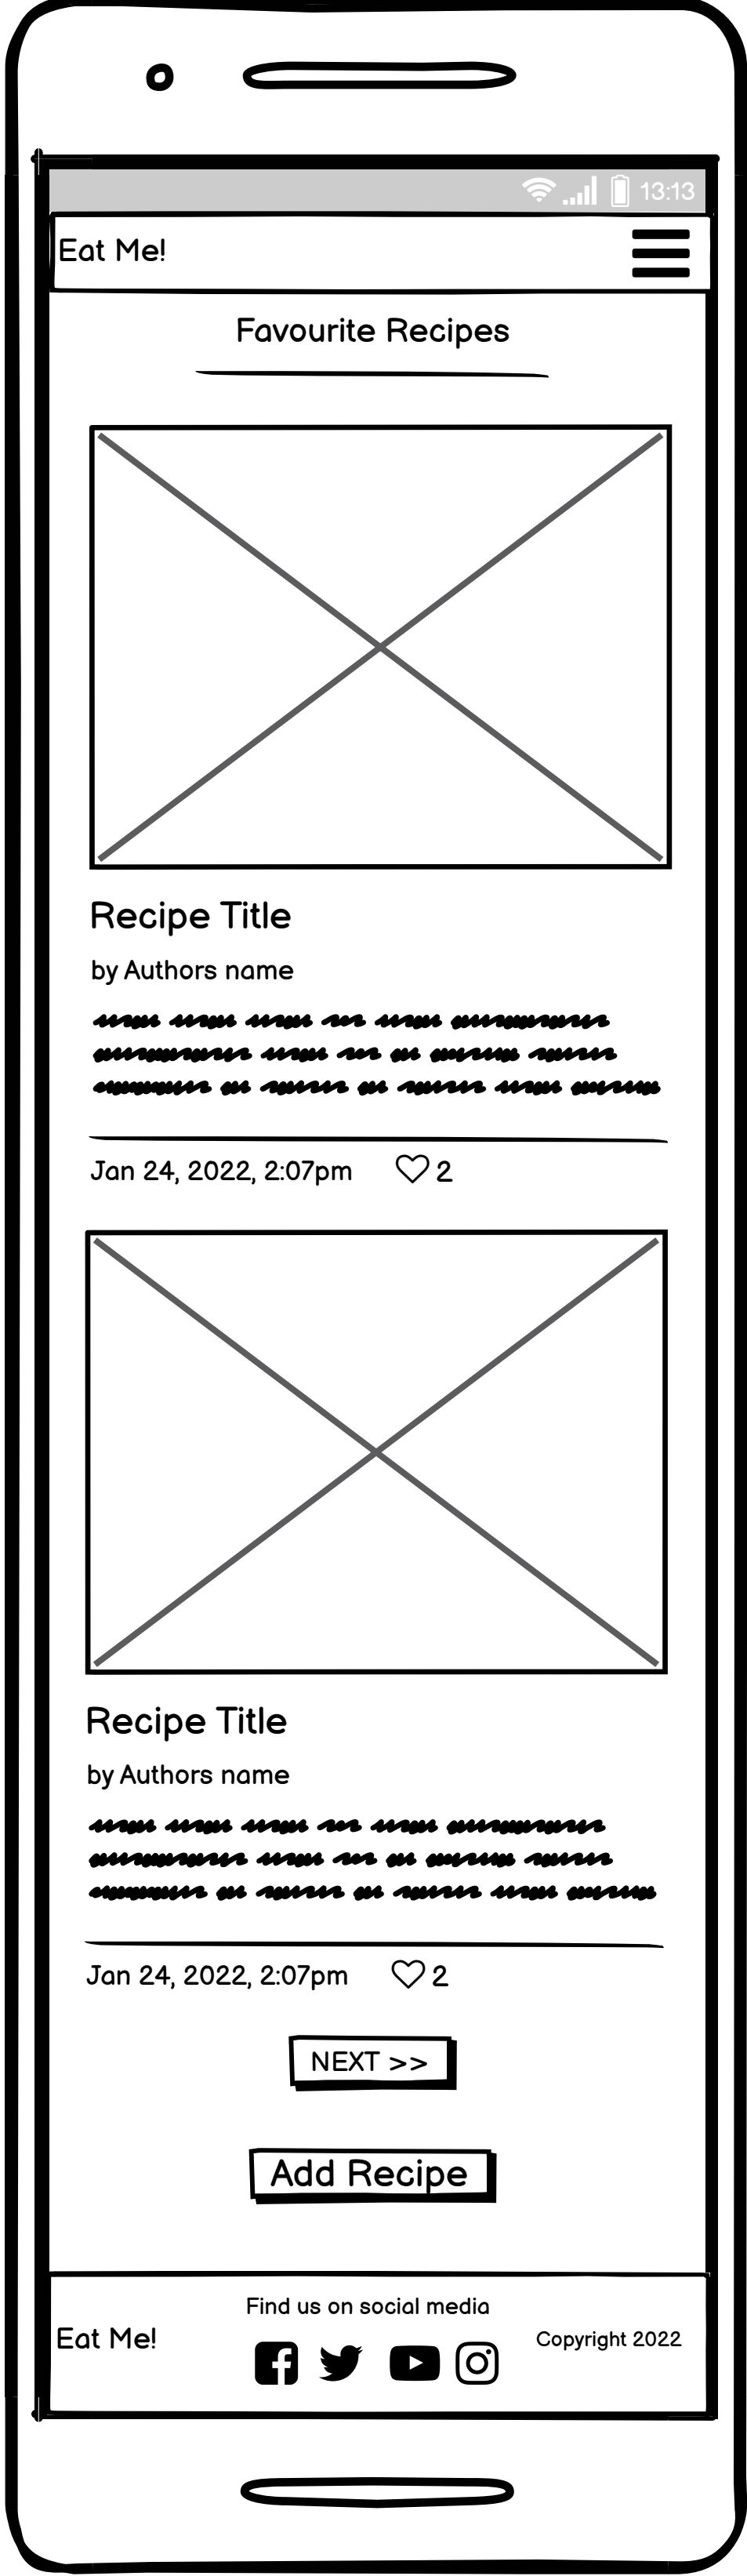 13:13
Eat Me!
Favourite Recipes
Recipe Title
by Authors name
Jan 24, 2022, 2:07pm 2
Recipe Title
by Authors name
Jan 24, 2022, 2:07pm 2
NEXT >>
Add Recipe
Find us on social media
Eat Me!
Copyright 2022